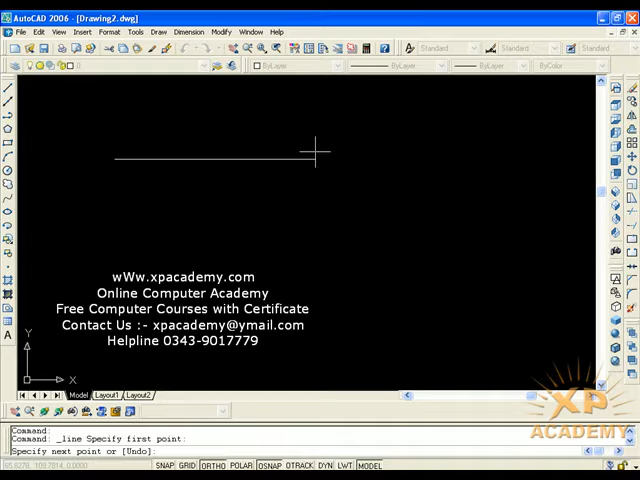 AutoCAD 2006 - [Drawing2.dwg]
File Edit View Insert Format Tools Draw Dimension Modify Window Help
Standard Standard Standard
0 ByLayer ByLayer ByLayer ByColor
wWw.xpacademy.com
Online Computer Academy
Free Computer Courses with Certificate
Contact Us :- xpacademy@ymail.com
Helpline 0343-9017779
Y
X
Model Layout1 Layout2
XP
ACADEMY
Command:
Command: _line Specify first point:
Specify next point or [Undo]:
SNAP GRID ORTHO POLAR OSNAP OTRACK DYN LWT MODEL